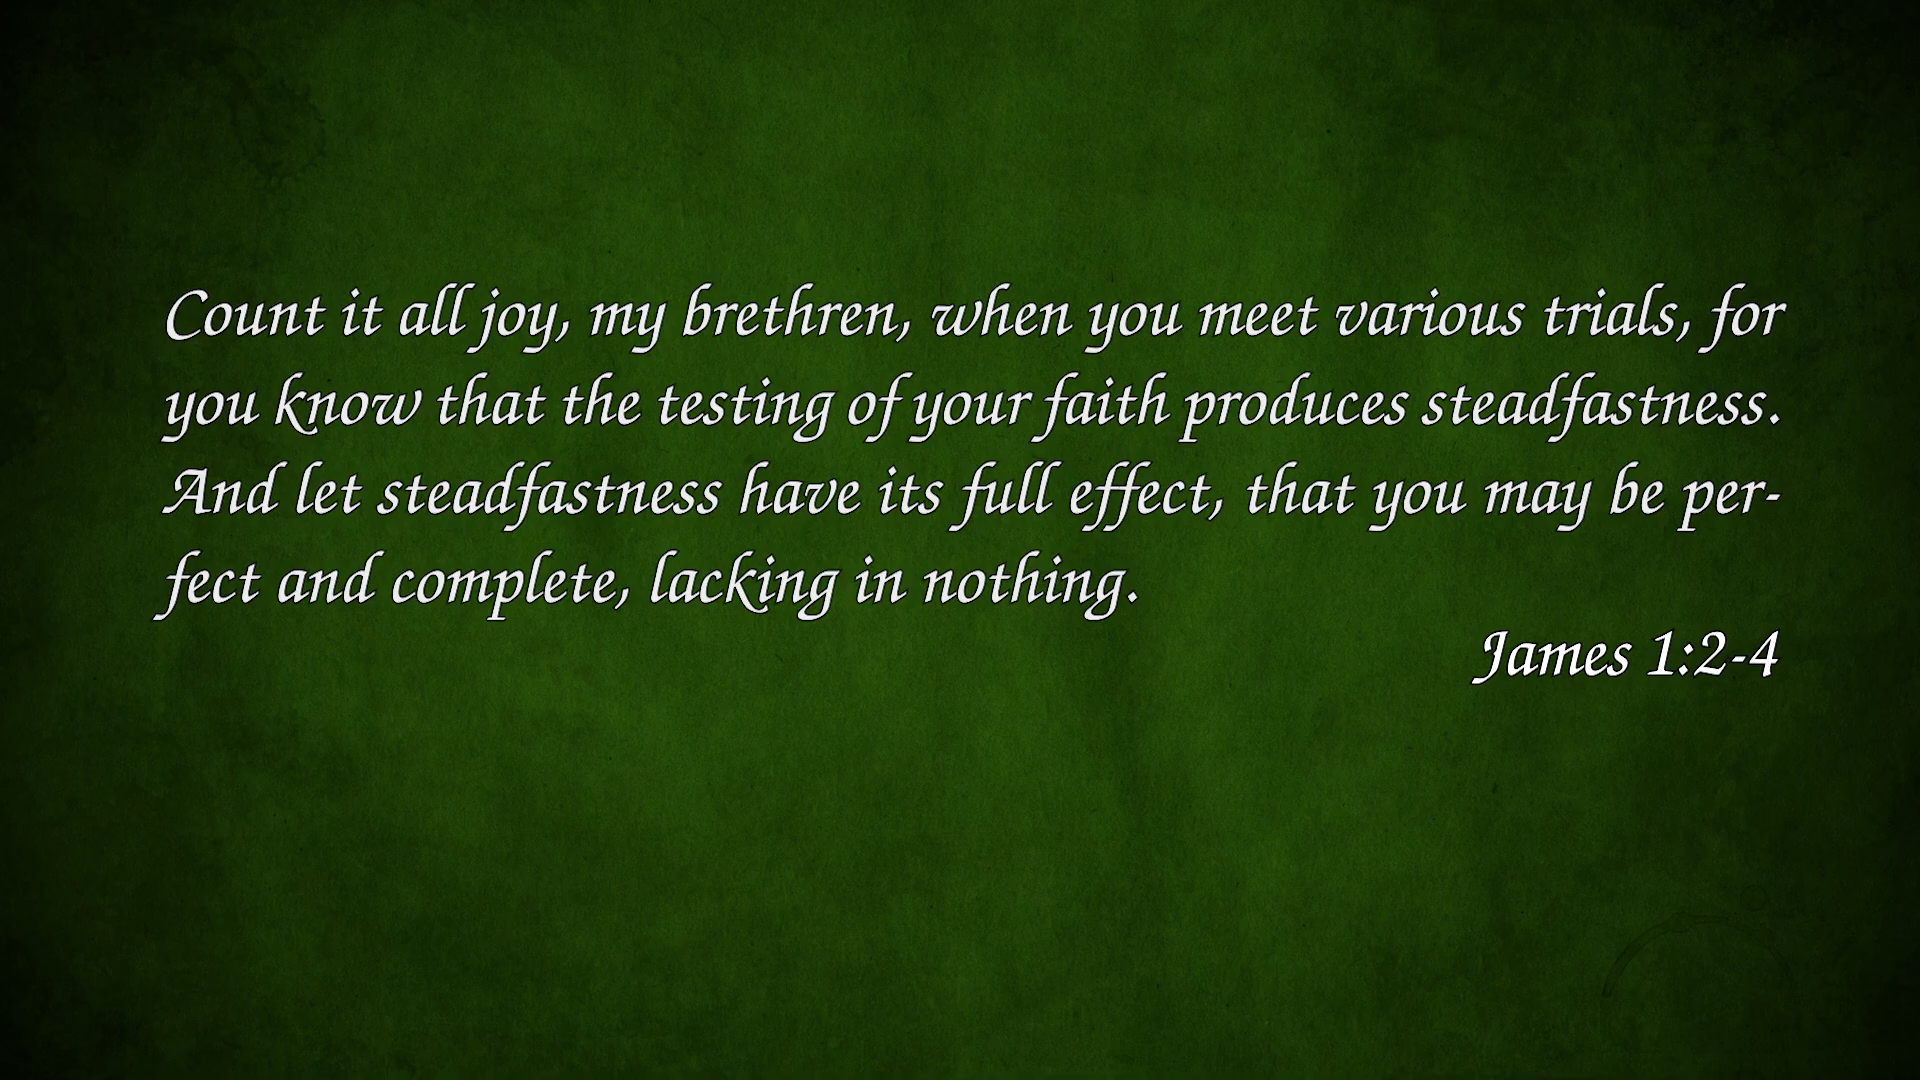 Count it all joy, my brethren, when you meet various trials, for
you know that the testing of your faith produces steadfastness.
And let steadfastness have its full effect, that you may be per-
fect and complete, lacking in nothing.
James 1:2-4